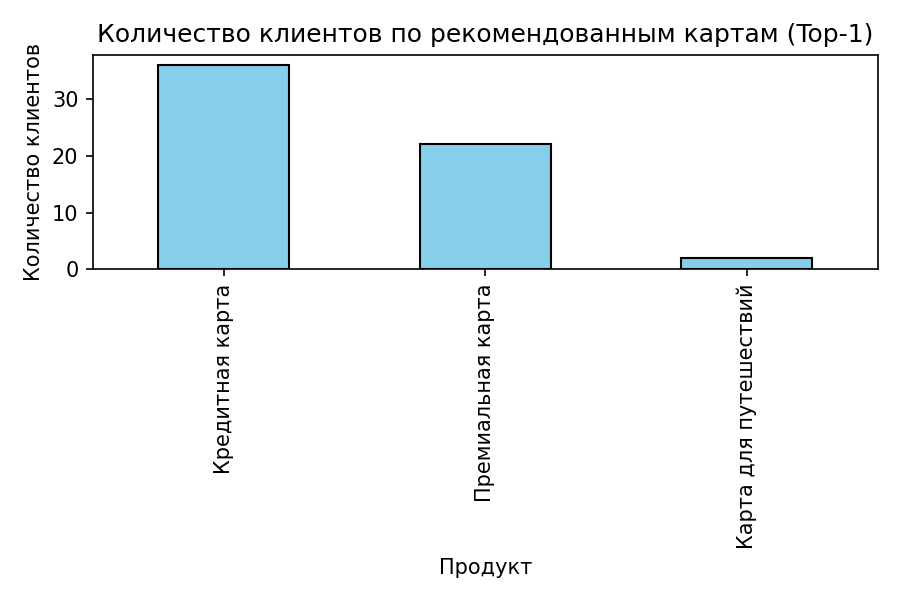 Количество клиентов по рекомендованным картам (Top-1)
Количество клиентов
30
20
10
0
Кредитная карта
Премиальная карта
Карта для путешествий
Продукт